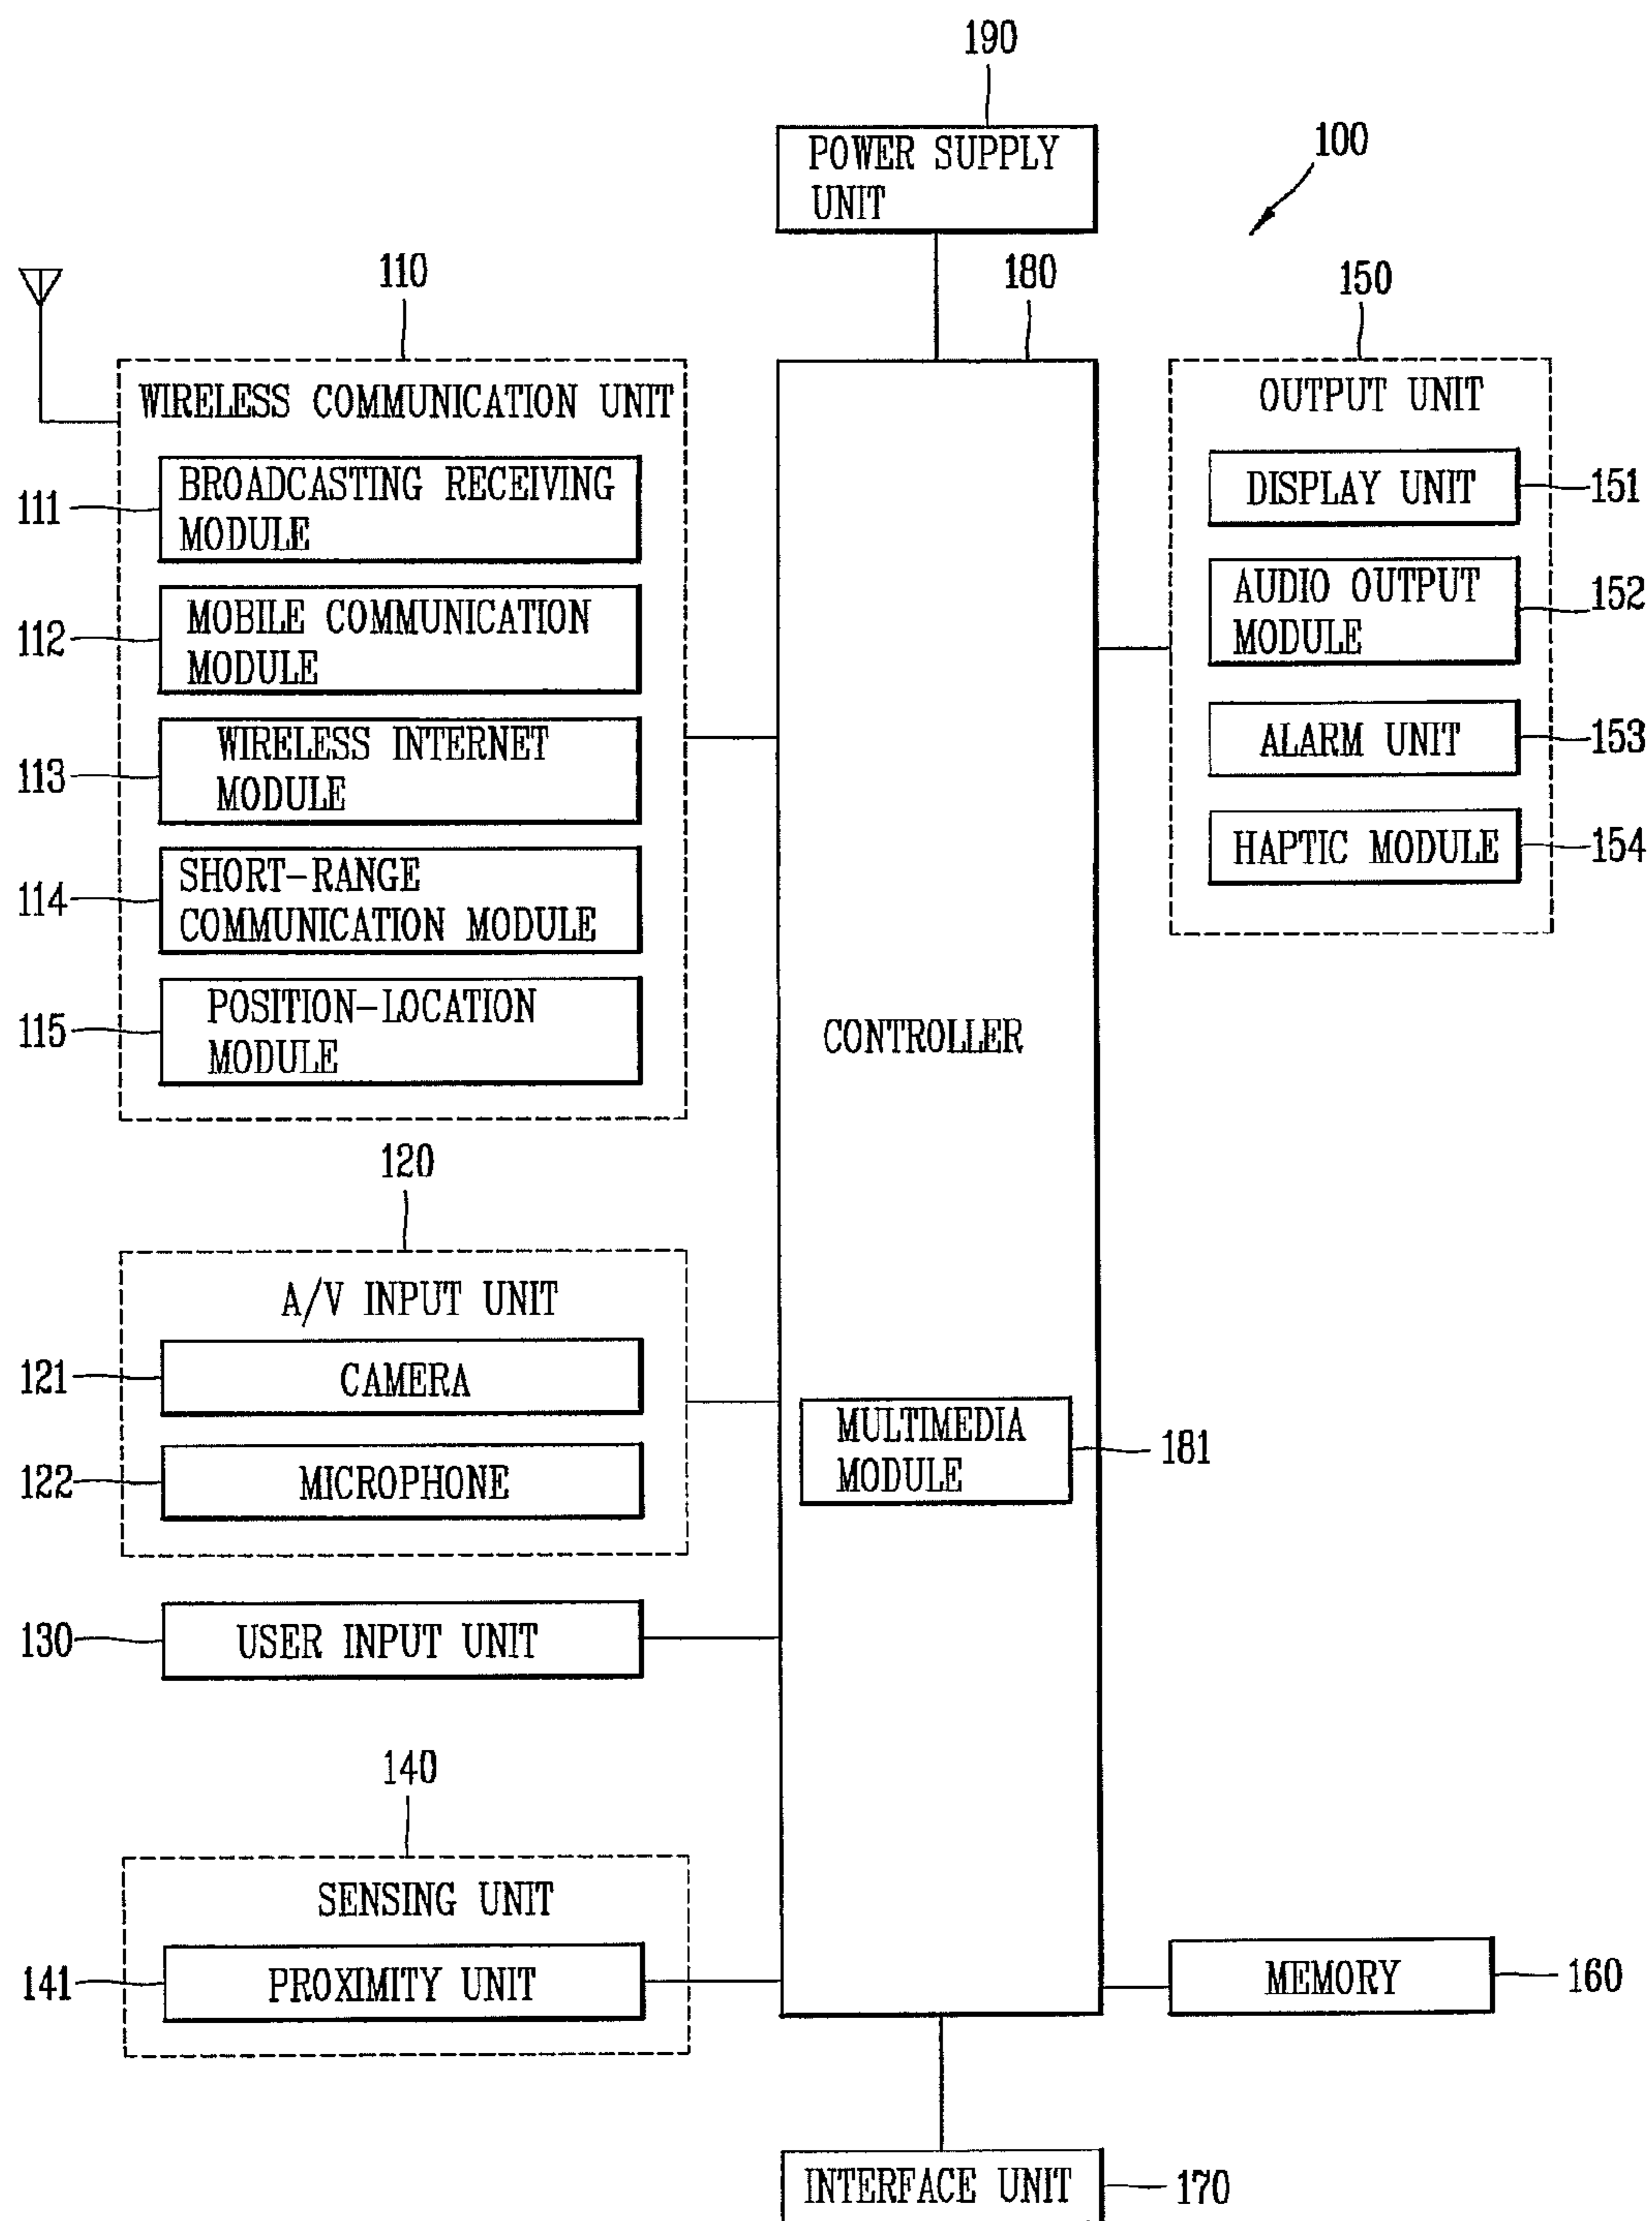 190
POWER SUPPLY
UNIT
100
110
180
150
WIRELESS COMMUNICATION UNIT
111
BROADCASTING RECEIVING
MODULE
112
MOBILE COMMUNICATION
MODULE
113
WIRELESS INTERNET
MODULE
114
SHORT-RANGE
COMMUNICATION MODULE
115
POSITION-LOCATION
MODULE
OUTPUT UNIT
DISPLAY UNIT
151
AUDIO OUTPUT
MODULE
152
ALARM UNIT
153
HAPTIC MODULE
154
CONTROLLER
120
A/V INPUT UNIT
121
CAMERA
122
MICROPHONE
MULTIMEDIA
MODULE
181
130
USER INPUT UNIT
140
SENSING UNIT
141
PROXIMITY UNIT
MEMORY
160
INTERFACE UNIT
170